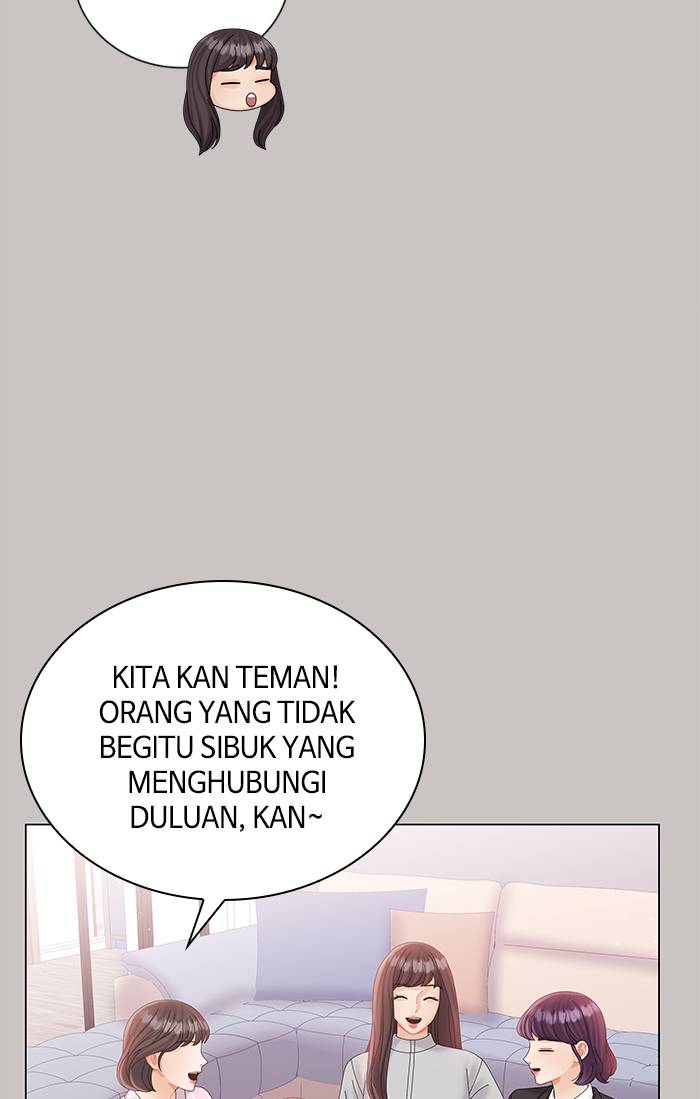 KITA KAN TEMAN!
ORANG YANG TIDAK
BEGITU SIBUK YANG
MENGHUBUNGI
DULUAN, KAN~